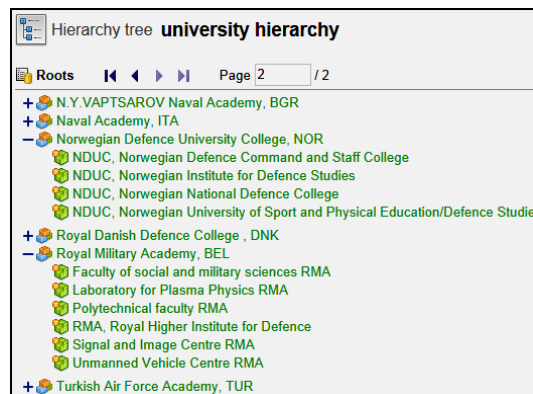 Hierarchy tree university hierarchy
Roots Page 2 / 2
N.Y.VAPTSAROV Naval Academy, BGR
Naval Academy, ITA
Norwegian Defence University College, NOR
NDUC, Norwegian Defence Command and Staff College
NDUC, Norwegian Institute for Defence Studies
NDUC, Norwegian National Defence College
NDUC, Norwegian University of Sport and Physical Education/Defence Studie
Royal Danish Defence College , DNK
Royal Military Academy, BEL
Faculty of social and military sciences RMA
Laboratory for Plasma Physics RMA
Polytechnical faculty RMA
RMA, Royal Higher Institute for Defence
Signal and Image Centre RMA
Unmanned Vehicle Centre RMA
Turkish Air Force Academy, TUR